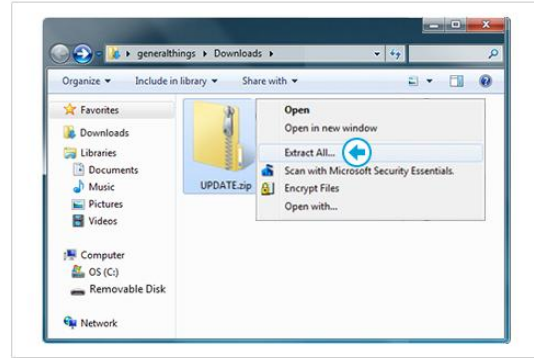 generalthings Downloads
Organize Include in library Share with
Favorites
Downloads
Libraries
Documents
Music
Pictures
Videos
Computer
OS (C:)
Removable Disk
Network
UPDATE.zip
Open
Open in new window
Extract All...
Scan with Microsoft Security Essentials.
Encrypt Files
Open with...